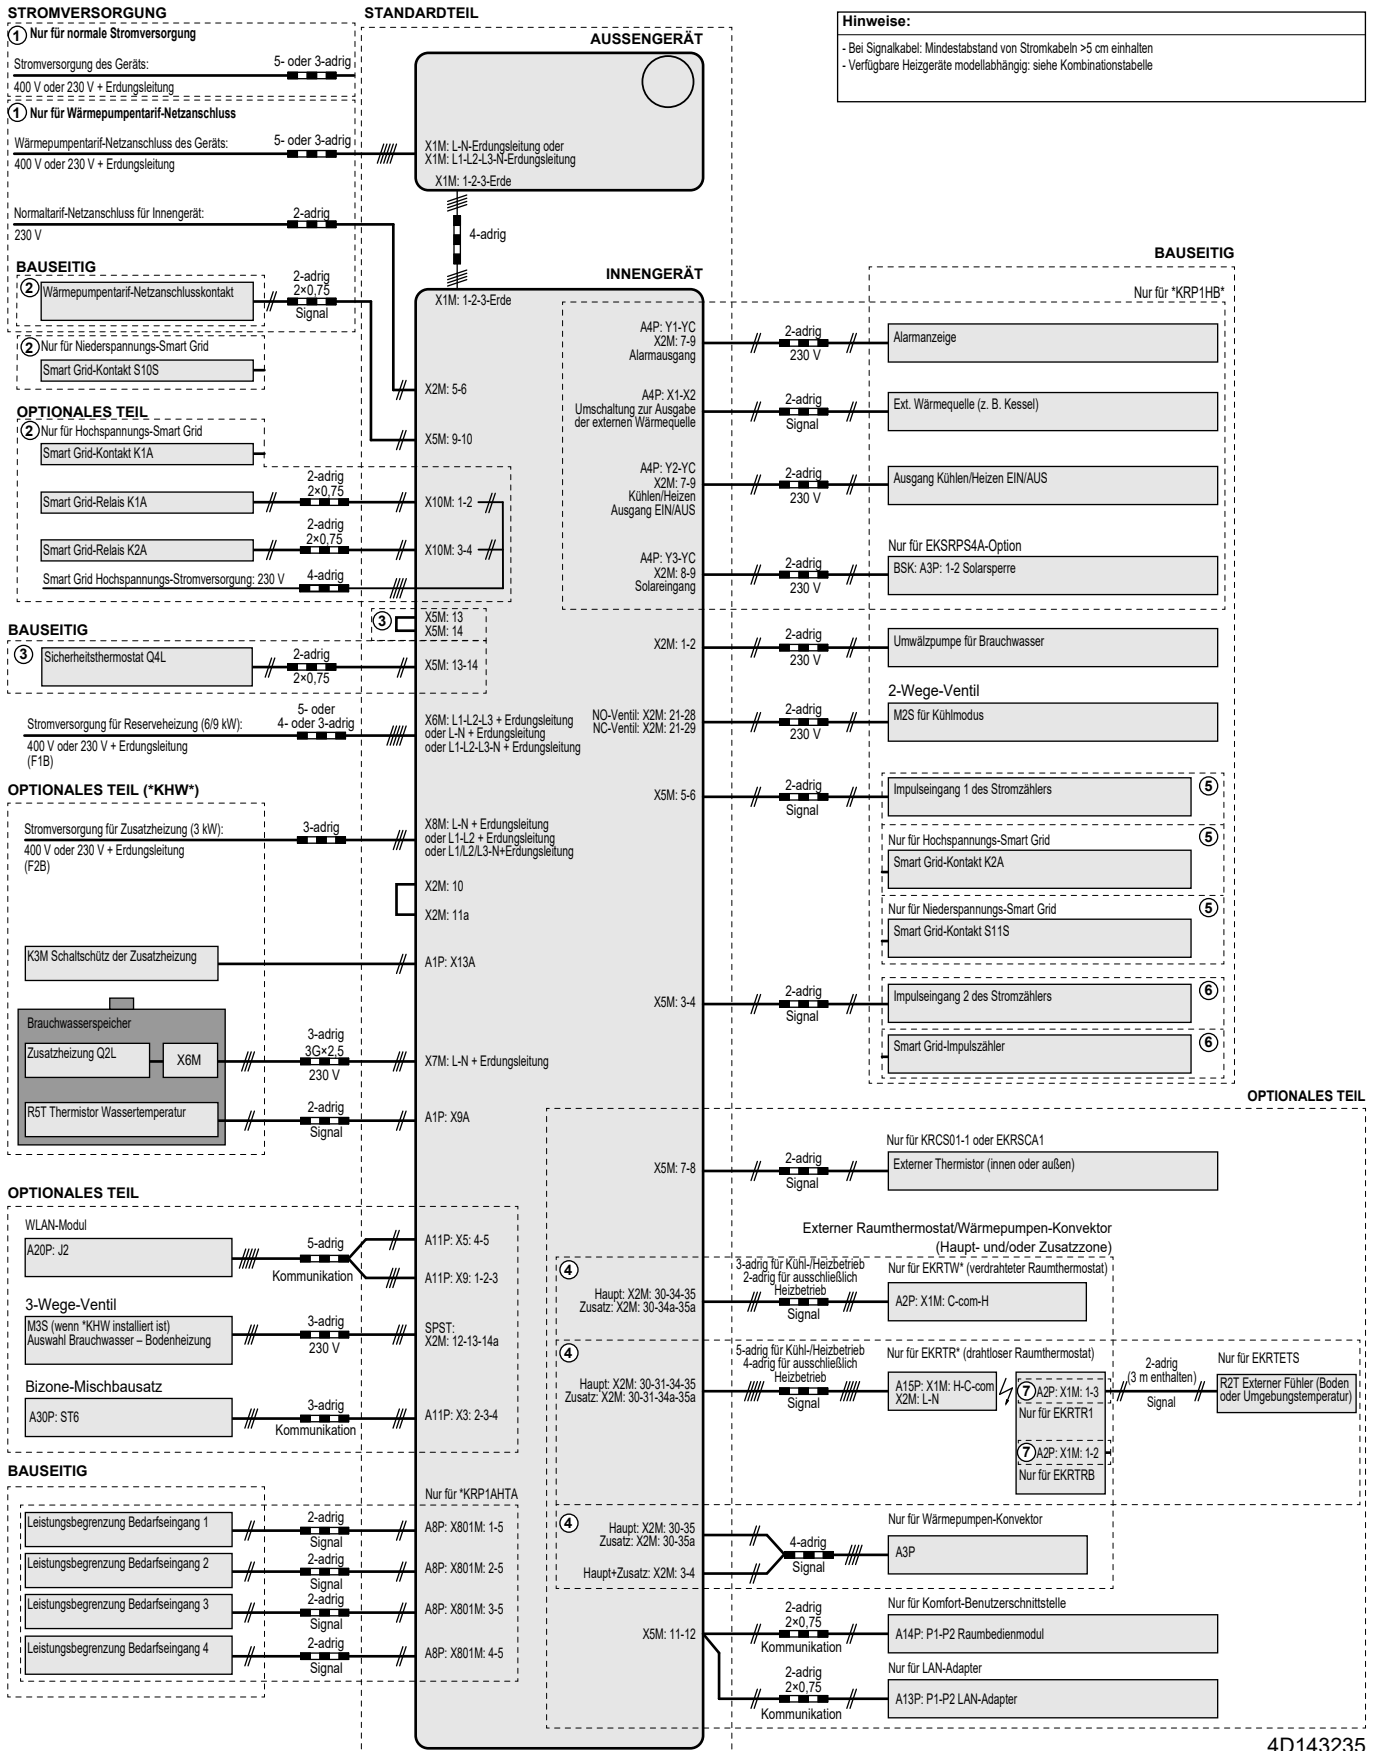 STROMVERSORGUNG
① Nur für normale Stromversorgung
Stromversorgung des Geräts:
5- oder 3-adrig
400 V oder 230 V + Erdungsleitung
① Nur für Wärmepumpentarif-Netzanschluss
Wärmepumpentarif-Netzanschluss des Geräts:
5- oder 3-adrig
400 V oder 230 V + Erdungsleitung
Normaltarif-Netzanschluss für Innengerät:
2-adrig
230 V
BAUSEITIG
② Wärmepumpentarif-Netzanschlusskontakt
2-adrig
2×0,75
Signal
② Nur für Niederspannungs-Smart Grid
Smart Grid-Kontakt S10S
OPTIONALES TEIL
② Nur für Hochspannungs-Smart Grid
Smart Grid-Kontakt K1A
2-adrig
2×0,75
Smart Grid-Relais K1A
2-adrig
2×0,75
Smart Grid-Relais K2A
Smart Grid Hochspannungs-Stromversorgung: 230 V
4-adrig
BAUSEITIG
③ Sicherheitsthermostat Q4L
2-adrig
2×0,75
Stromversorgung für Reserveheizung (6/9 kW):
5- oder
4- oder 3-adrig
400 V oder 230 V + Erdungsleitung
(F1B)
OPTIONALES TEIL (*KHW*)
Stromversorgung für Zusatzheizung (3 kW):
3-adrig
400 V oder 230 V + Erdungsleitung
(F2B)
K3M Schaltschütz der Zusatzheizung
Brauchwasserspeicher
Zusatzheizung Q2L
X6M
3-adrig
3G×2,5
230 V
R5T Thermistor Wassertemperatur
2-adrig
Signal
OPTIONALES TEIL
WLAN-Modul
A20P: J2
5-adrig
Kommunikation
3-Wege-Ventil
M3S (wenn *KHW installiert ist)
Auswahl Brauchwasser – Bodenheizung
3-adrig
230 V
Bizone-Mischbausatz
A30P: ST6
3-adrig
Kommunikation
BAUSEITIG
Leistungsbegrenzung Bedarfseingang 1
2-adrig
Signal
Leistungsbegrenzung Bedarfseingang 2
2-adrig
Signal
Leistungsbegrenzung Bedarfseingang 3
2-adrig
Signal
Leistungsbegrenzung Bedarfseingang 4
2-adrig
Signal
STANDARDTEIL
AUSSENGERÄT
X1M: L-N-Erdungsleitung oder
X1M: L1-L2-L3-N-Erdungsleitung
X1M: 1-2-3-Erde
4-adrig
INNENGERÄT
X1M: 1-2-3-Erde
X2M: 5-6
X5M: 9-10
X10M: 1-2
X10M: 3-4
③
X5M: 13
X5M: 14
X5M: 13-14
X6M: L1-L2-L3 + Erdungsleitung
oder L-N + Erdungsleitung
oder L1-L2-L3-N + Erdungsleitung
X8M: L-N + Erdungsleitung
oder L1-L2 + Erdungsleitung
oder L1/L2/L3-N+Erdungsleitung
X2M: 10
X2M: 11a
A1P: X13A
X7M: L-N + Erdungsleitung
A1P: X9A
A11P: X5: 4-5
A11P: X9: 1-2-3
SPST:
X2M: 12-13-14a
A11P: X3: 2-3-4
Nur für *KRP1AHTA
A8P: X801M: 1-5
A8P: X801M: 2-5
A8P: X801M: 3-5
A8P: X801M: 4-5
Hinweise:
- Bei Signalkabel: Mindestabstand von Stromkabeln >5 cm einhalten
- Verfügbare Heizgeräte modellabhängig: siehe Kombinationstabelle
BAUSEITIG
Nur für *KRP1HB*
A4P: Y1-YC
X2M: 7-9
Alarmausgang
2-adrig
230 V
Alarmanzeige
A4P: X1-X2
Umschaltung zur Ausgabe
der externen Wärmequelle
2-adrig
Signal
Ext. Wärmequelle (z. B. Kessel)
A4P: Y2-YC
X2M: 7-9
Kühlen/Heizen
Ausgang EIN/AUS
2-adrig
230 V
Ausgang Kühlen/Heizen EIN/AUS
A4P: Y3-YC
X2M: 8-9
Solareingang
2-adrig
230 V
Nur für EKSRPS4A-Option
BSK: A3P: 1-2 Solarsperre
X2M: 1-2
2-adrig
230 V
Umwälzpumpe für Brauchwasser
NO-Ventil: X2M: 21-28
NC-Ventil: X2M: 21-29
2-adrig
230 V
2-Wege-Ventil
M2S für Kühlmodus
X5M: 5-6
2-adrig
Signal
Impulseingang 1 des Stromzählers
⑤
Nur für Hochspannungs-Smart Grid
⑤
Smart Grid-Kontakt K2A
Nur für Niederspannungs-Smart Grid
⑤
Smart Grid-Kontakt S11S
X5M: 3-4
2-adrig
Signal
Impulseingang 2 des Stromzählers
⑥
Smart Grid-Impulszähler
⑥
OPTIONALES TEIL
X5M: 7-8
2-adrig
Signal
Nur für KRCS01-1 oder EKRSCA1
Externer Thermistor (innen oder außen)
Externer Raumthermostat/Wärmepumpen-Konvektor
(Haupt- und/oder Zusatzzone)
④
Haupt: X2M: 30-34-35
Zusatz: X2M: 30-34a-35a
3-adrig für Kühl-/Heizbetrieb
2-adrig für ausschließlich
Heizbetrieb
Signal
Nur für EKRTW* (verdrahteter Raumthermostat)
A2P: X1M: C-com-H
④
Haupt: X2M: 30-31-34-35
Zusatz: X2M: 30-31-34a-35a
5-adrig für Kühl-/Heizbetrieb
4-adrig für ausschließlich
Heizbetrieb
Signal
Nur für EKRTR* (drahtloser Raumthermostat)
A15P: X1M: H-C-com
X2M: L-N
⑦ A2P: X1M: 1-3
Nur für EKRTR1
⑦ A2P: X1M: 1-2
Nur für EKRTRB
2-adrig
(3 m enthalten)
Signal
Nur für EKRTETS
R2T Externer Fühler (Boden
oder Umgebungstemperatur)
④
Haupt: X2M: 30-35
Zusatz: X2M: 30-35a
Haupt+Zusatz: X2M: 3-4
4-adrig
Signal
Nur für Wärmepumpen-Konvektor
A3P
X5M: 11-12
2-adrig
2×0,75
Kommunikation
Nur für Komfort-Benutzerschnittstelle
A14P: P1-P2 Raumbedienmodul
2-adrig
2×0,75
Kommunikation
Nur für LAN-Adapter
A13P: P1-P2 LAN-Adapter
4D143235